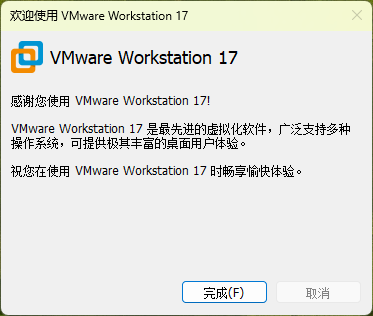 欢迎使用 VMware Workstation 17
VMware Workstation 17
感谢您使用 VMware Workstation 17!
VMware Workstation 17 是最先进的虚拟化软件，广泛支持多种
操作系统，可提供极其丰富的桌面用户体验。
祝您在使用 VMware Workstation 17 时畅享愉快体验。
完成(F)
取消